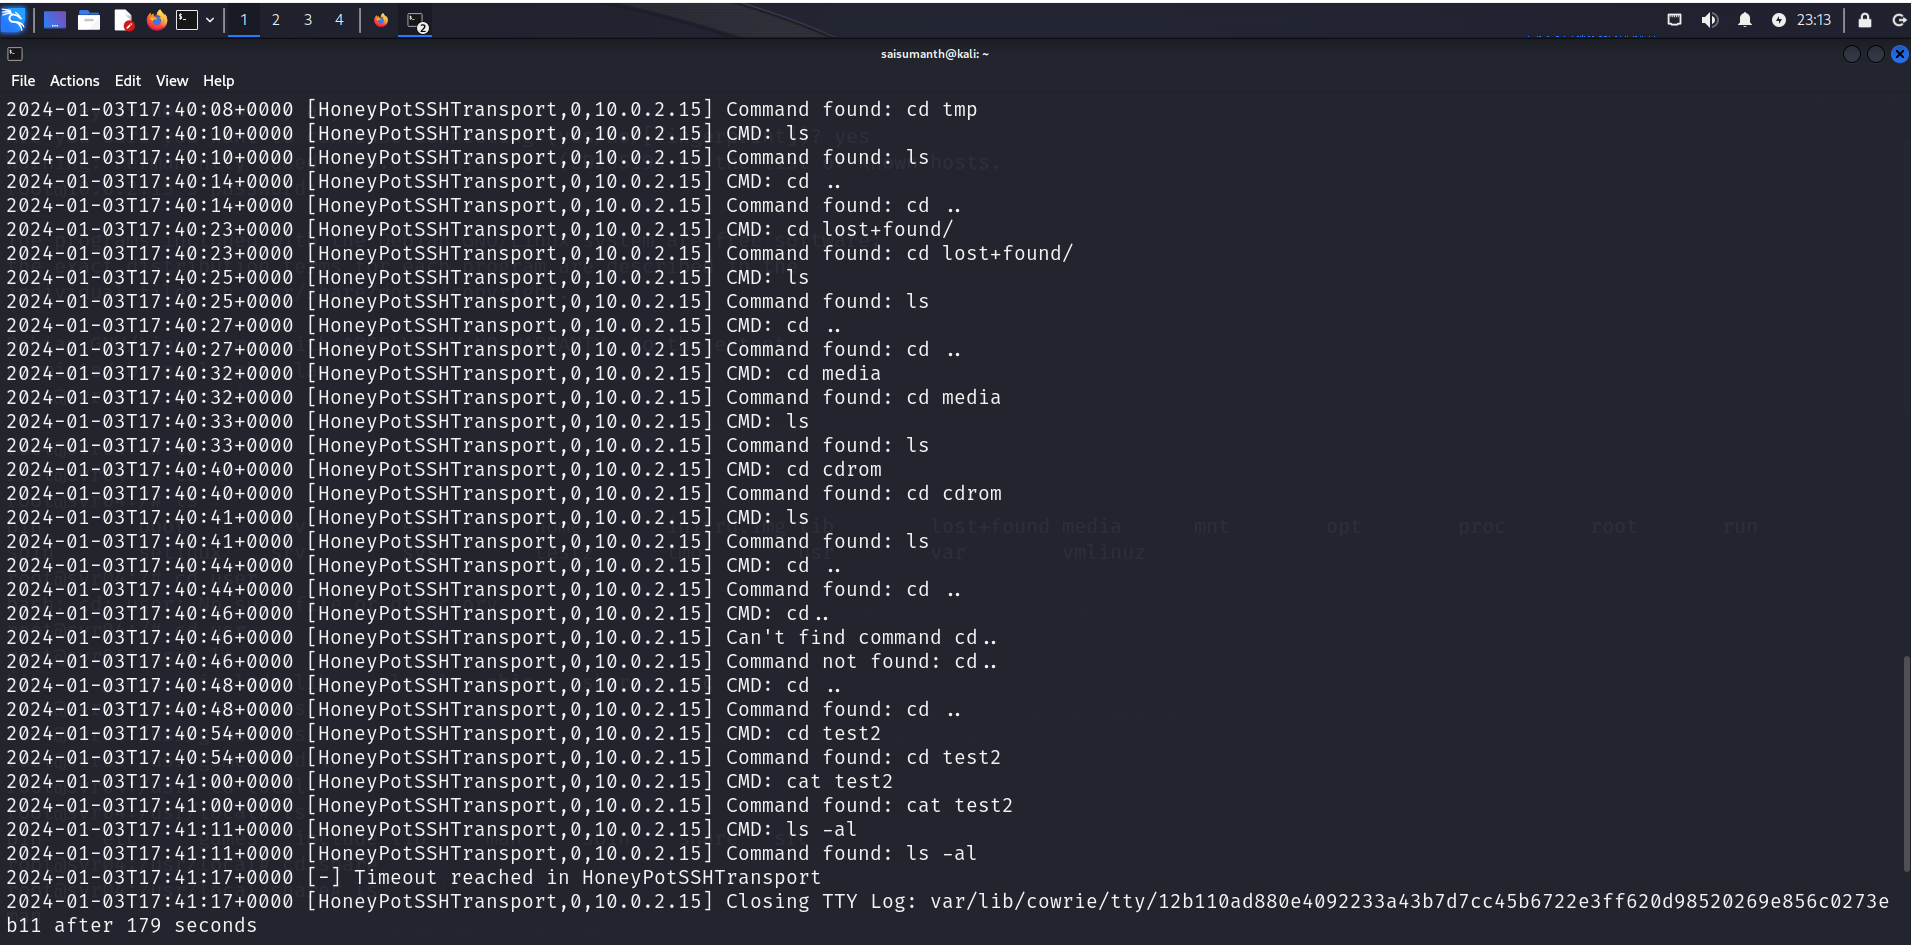 1 2 3 4 2 23:13
saisumanth@kali: ~
File Actions Edit View Help
2024-01-03T17:40:08+0000 [HoneyPotSSHTransport,0,10.0.2.15] Command found: cd tmp
2024-01-03T17:40:10+0000 [HoneyPotSSHTransport,0,10.0.2.15] CMD: ls
2024-01-03T17:40:10+0000 [HoneyPotSSHTransport,0,10.0.2.15] Command found: ls
2024-01-03T17:40:14+0000 [HoneyPotSSHTransport,0,10.0.2.15] CMD: cd ..
2024-01-03T17:40:14+0000 [HoneyPotSSHTransport,0,10.0.2.15] Command found: cd ..
2024-01-03T17:40:23+0000 [HoneyPotSSHTransport,0,10.0.2.15] CMD: cd lost+found/
2024-01-03T17:40:23+0000 [HoneyPotSSHTransport,0,10.0.2.15] Command found: cd lost+found/
2024-01-03T17:40:25+0000 [HoneyPotSSHTransport,0,10.0.2.15] CMD: ls
2024-01-03T17:40:25+0000 [HoneyPotSSHTransport,0,10.0.2.15] Command found: ls
2024-01-03T17:40:27+0000 [HoneyPotSSHTransport,0,10.0.2.15] CMD: cd ..
2024-01-03T17:40:27+0000 [HoneyPotSSHTransport,0,10.0.2.15] Command found: cd ..
2024-01-03T17:40:32+0000 [HoneyPotSSHTransport,0,10.0.2.15] CMD: cd media
2024-01-03T17:40:32+0000 [HoneyPotSSHTransport,0,10.0.2.15] Command found: cd media
2024-01-03T17:40:33+0000 [HoneyPotSSHTransport,0,10.0.2.15] CMD: ls
2024-01-03T17:40:33+0000 [HoneyPotSSHTransport,0,10.0.2.15] Command found: ls
2024-01-03T17:40:40+0000 [HoneyPotSSHTransport,0,10.0.2.15] CMD: cd cdrom
2024-01-03T17:40:40+0000 [HoneyPotSSHTransport,0,10.0.2.15] Command found: cd cdrom
2024-01-03T17:40:41+0000 [HoneyPotSSHTransport,0,10.0.2.15] CMD: ls
2024-01-03T17:40:41+0000 [HoneyPotSSHTransport,0,10.0.2.15] Command found: ls
2024-01-03T17:40:44+0000 [HoneyPotSSHTransport,0,10.0.2.15] CMD: cd ..
2024-01-03T17:40:44+0000 [HoneyPotSSHTransport,0,10.0.2.15] Command found: cd ..
2024-01-03T17:40:46+0000 [HoneyPotSSHTransport,0,10.0.2.15] CMD: cd..
2024-01-03T17:40:46+0000 [HoneyPotSSHTransport,0,10.0.2.15] Can't find command cd..
2024-01-03T17:40:46+0000 [HoneyPotSSHTransport,0,10.0.2.15] Command not found: cd..
2024-01-03T17:40:48+0000 [HoneyPotSSHTransport,0,10.0.2.15] CMD: cd ..
2024-01-03T17:40:48+0000 [HoneyPotSSHTransport,0,10.0.2.15] Command found: cd ..
2024-01-03T17:40:54+0000 [HoneyPotSSHTransport,0,10.0.2.15] CMD: cd test2
2024-01-03T17:40:54+0000 [HoneyPotSSHTransport,0,10.0.2.15] Command found: cd test2
2024-01-03T17:41:00+0000 [HoneyPotSSHTransport,0,10.0.2.15] CMD: cat test2
2024-01-03T17:41:00+0000 [HoneyPotSSHTransport,0,10.0.2.15] Command found: cat test2
2024-01-03T17:41:11+0000 [HoneyPotSSHTransport,0,10.0.2.15] CMD: ls -al
2024-01-03T17:41:11+0000 [HoneyPotSSHTransport,0,10.0.2.15] Command found: ls -al
2024-01-03T17:41:17+0000 [-] Timeout reached in HoneyPotSSHTransport
2024-01-03T17:41:17+0000 [HoneyPotSSHTransport,0,10.0.2.15] Closing TTY Log: var/lib/cowrie/tty/12b110ad880e4092233a43b7d7cc45b6722e3ff620d98520269e856c0273e
b11 after 179 seconds